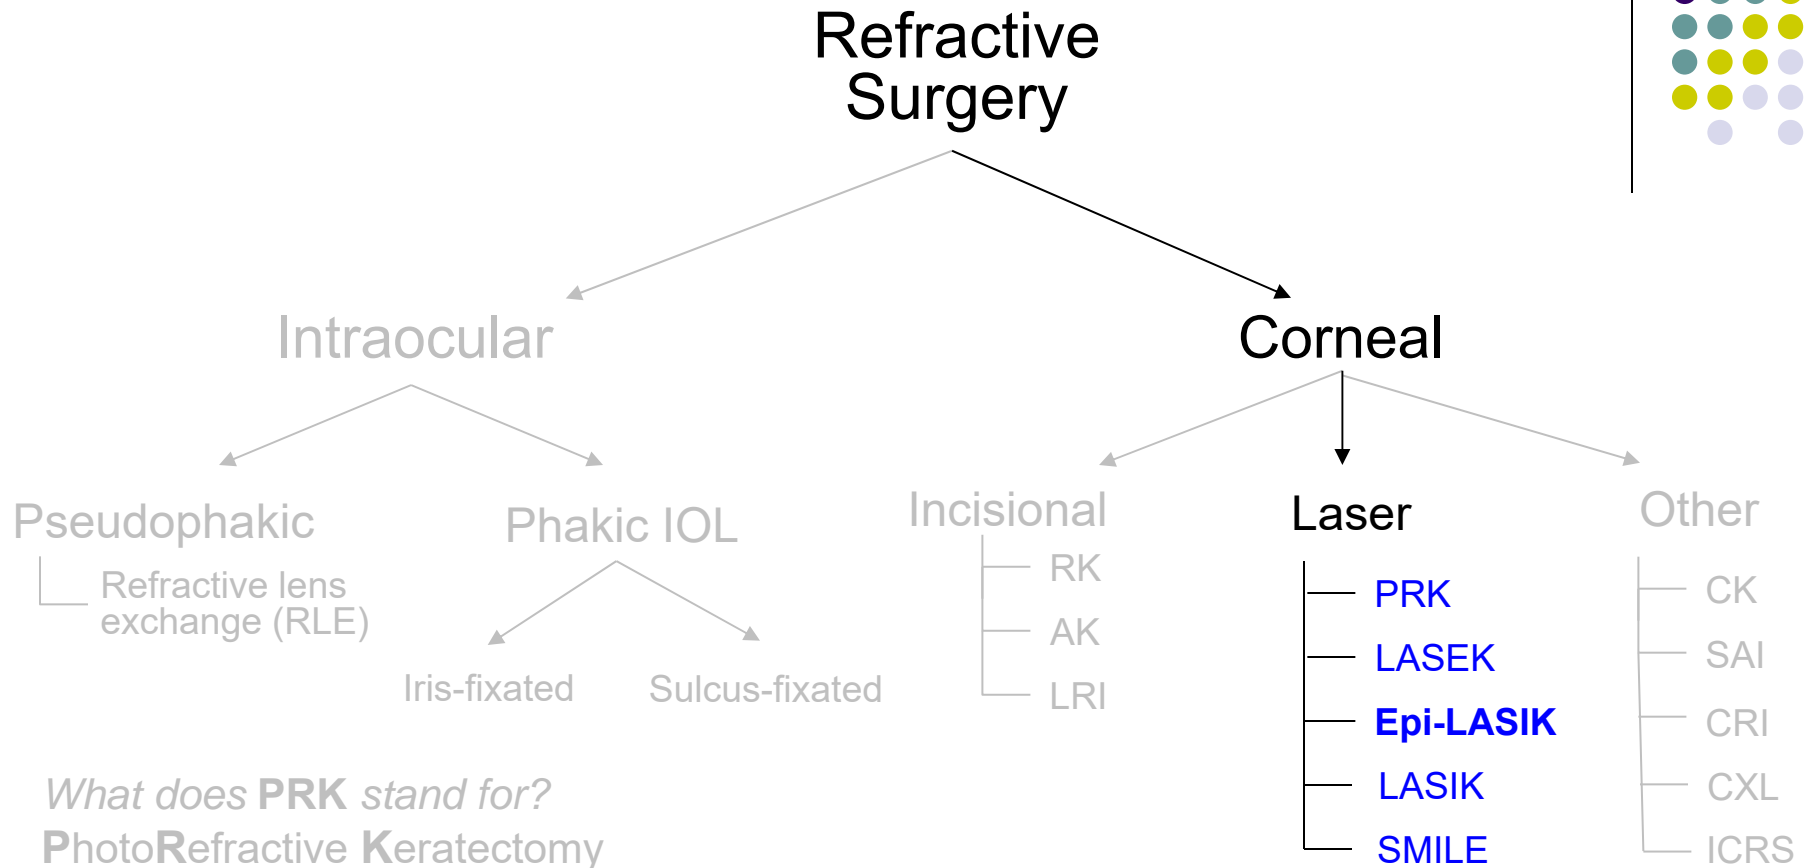 Refractive
Surgery
Intraocular
Corneal
Pseudophakic
Phakic IOL
Incisional
Laser
Other
Refractive lens
exchange (RLE)
Iris-fixated
Sulcus-fixated
RK
AK
LRI
PRK
LASEK
Epi-LASIK
LASIK
SMILE
CK
SAI
CRI
CXL
ICRS
What does PRK stand for?
PhotoRefractive Keratectomy